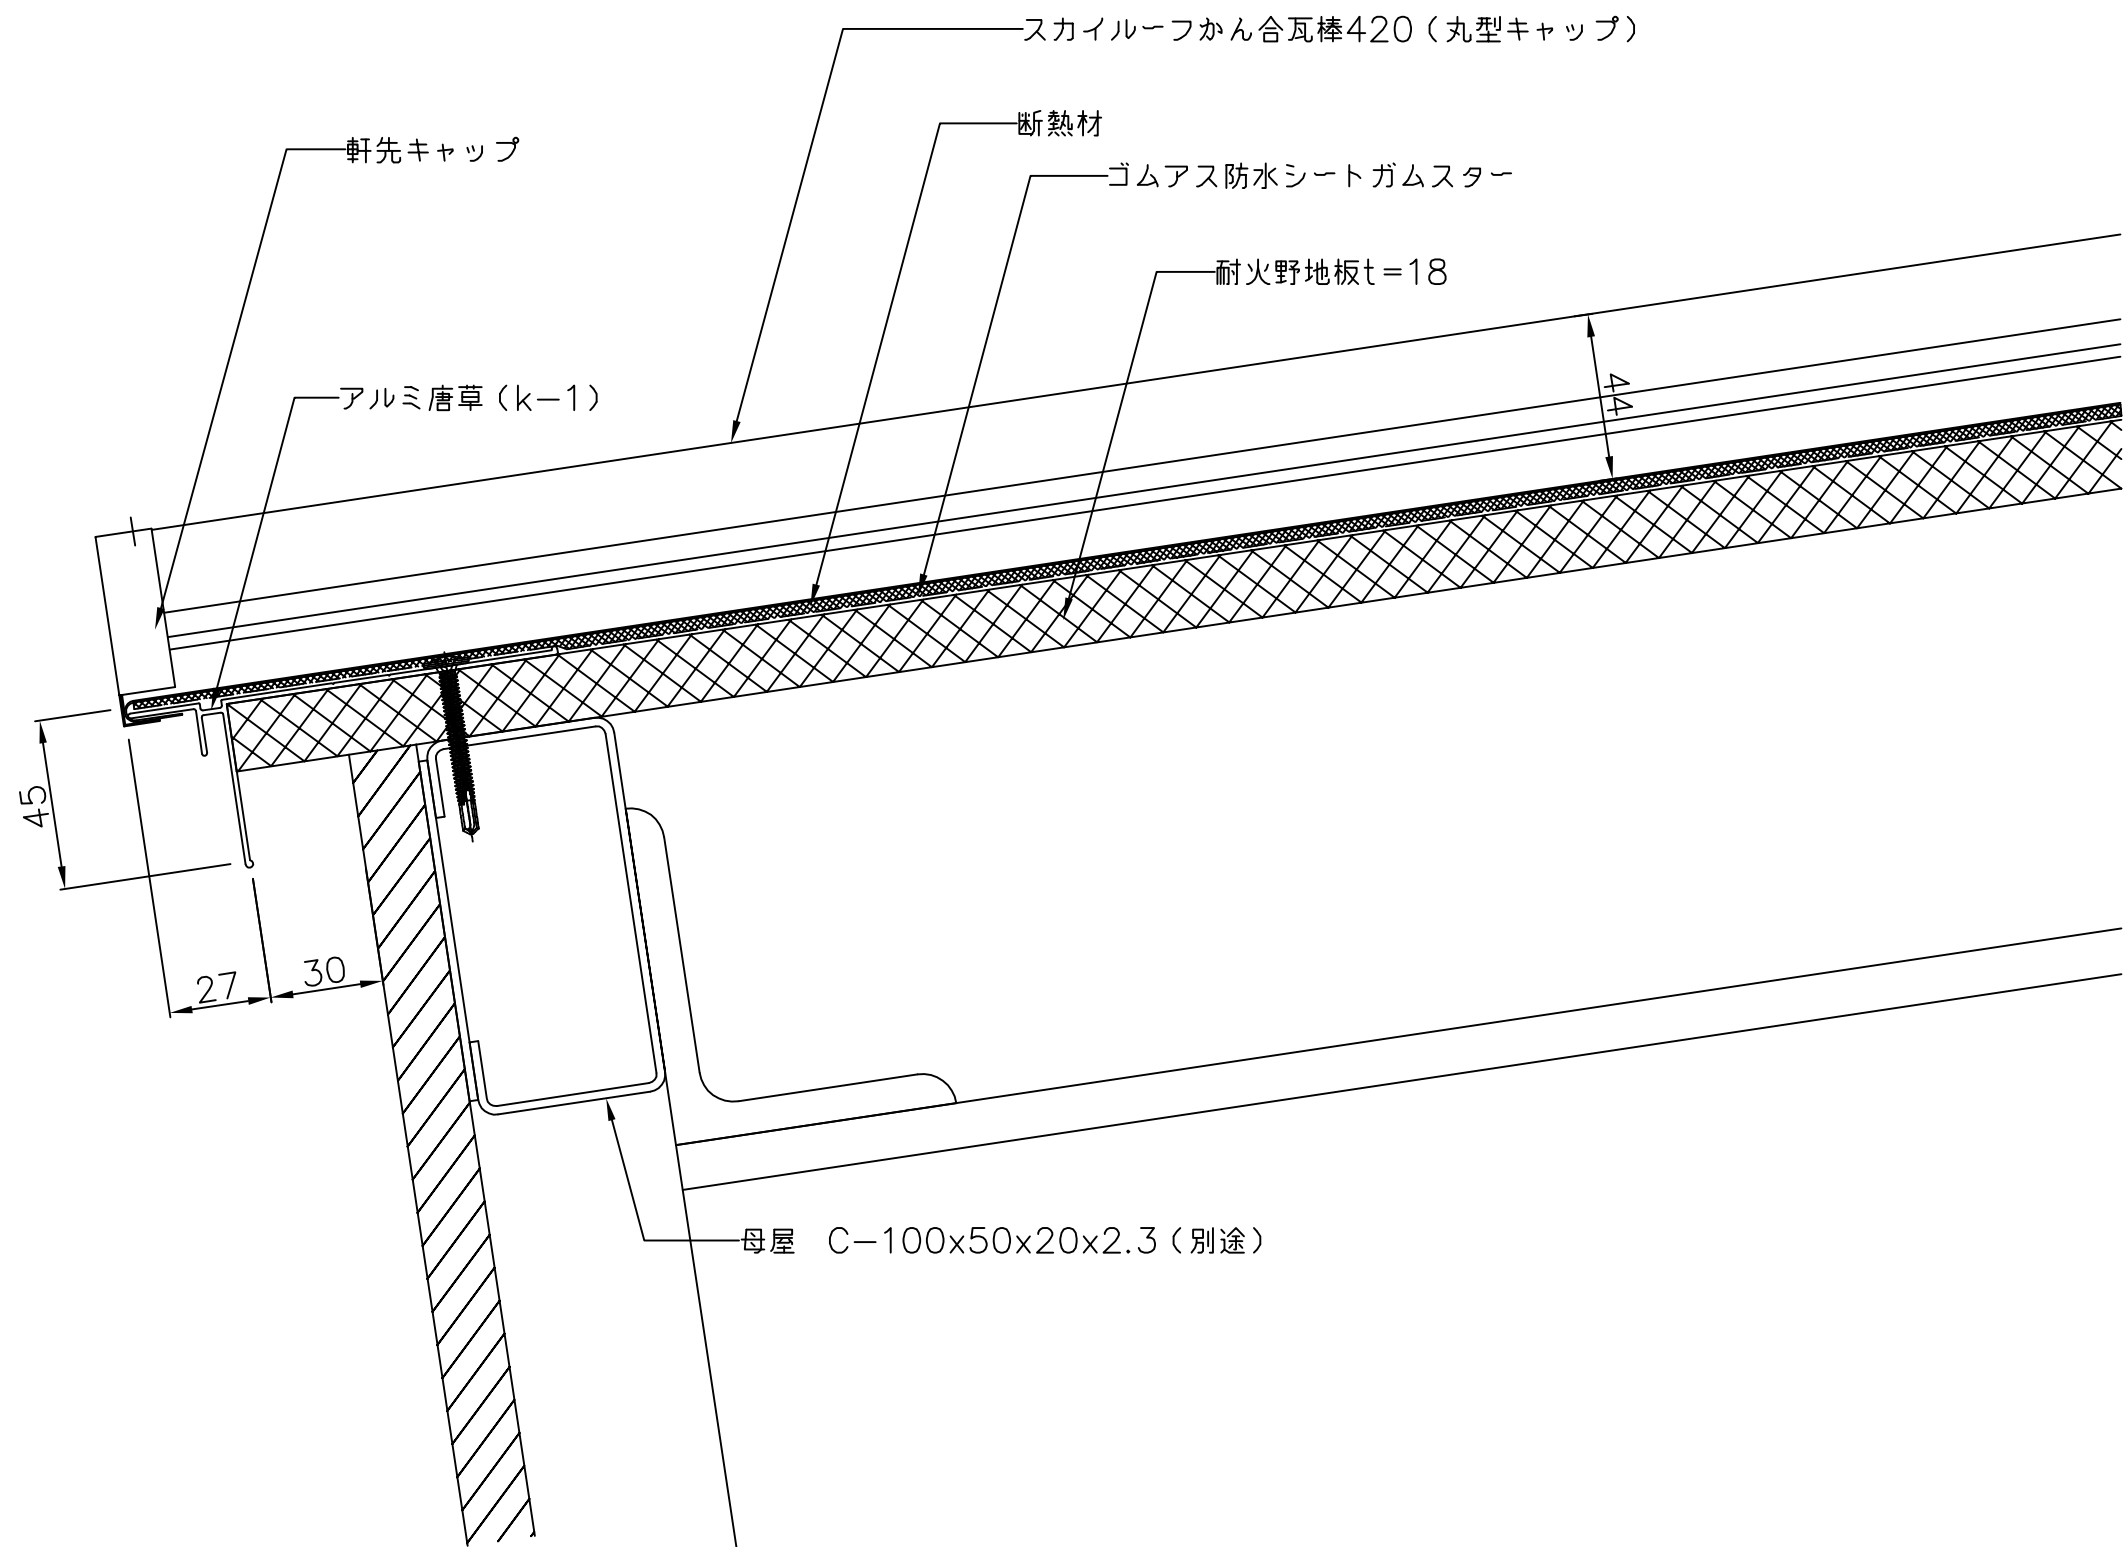 スカイルーフかん合瓦棒420（丸型キャップ）
断熱材
軒先キャップ
ゴムアス防水シートガムスター
耐火野地板t=18
44
アルミ唐草（k-1）
45
27
30
母屋　C-100x50x20x2.3（別途）